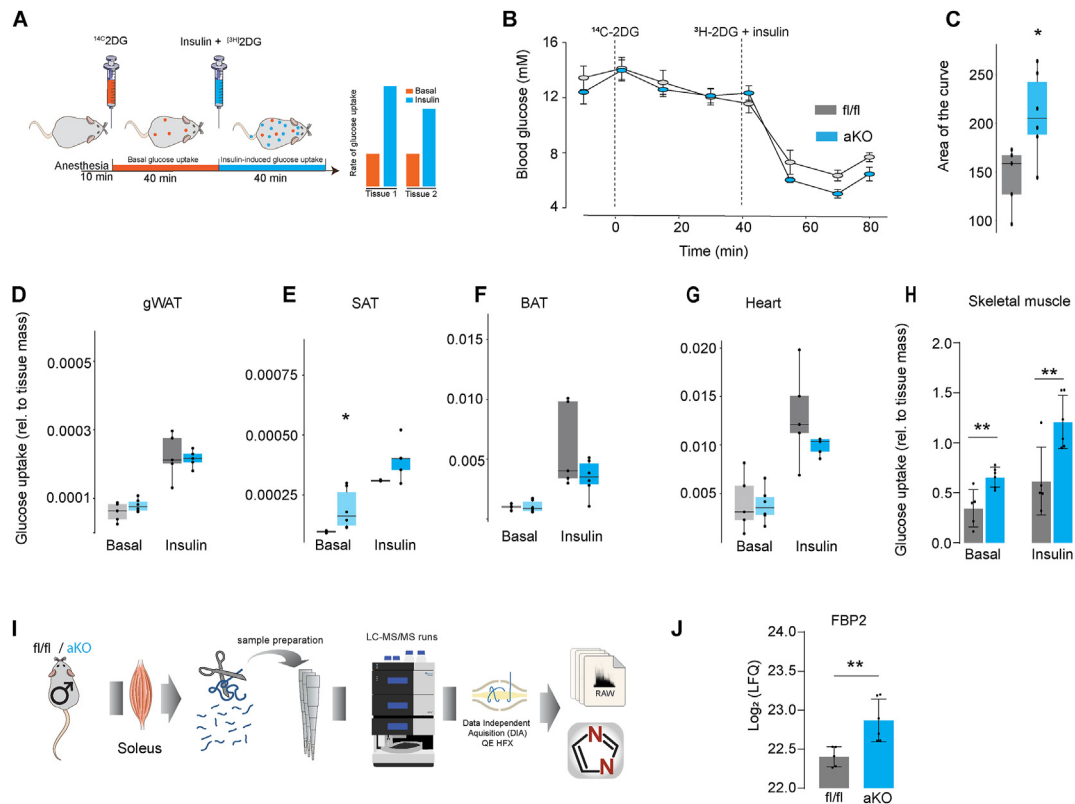 A
¹⁴C2DG
Insulin + [3H]2DG
Basal
Insulin
Rate of glucose uptake
Tissue 1
Tissue 2
Anesthesia
Basal glucose uptake
Insulin-induced glucose uptake
10 min
40 min
40 min
B
¹⁴C-2DG
³H-2DG + insulin
Blood glucose (mM)
16
12
8
4
0
20
40
60
80
Time (min)
fl/fl
aKO
C
*
Area of the curve
250
200
150
100
D
gWAT
Glucose uptake (rel. to tissue mass)
0.0005
0.0003
0.0001
Basal
Insulin
E
SAT
0.00075
0.00050
0.00025
*
Basal
Insulin
F
BAT
0.015
0.010
0.005
Basal
Insulin
G
Heart
0.020
0.015
0.010
0.005
Basal
Insulin
H
Skeletal muscle
Glucose uptake (rel. to tissue mass)
2.0
1.5
1.0
0.5
0.0
**
**
Basal
Insulin
I
fl/fl / aKO
Soleus
sample preparation
LC-MS/MS runs
Data Independent
Aquisition (DIA)
QE HFX
RAW
N
N
J
FBP2
**
Log₂ (LFQ)
24.0
23.5
23.0
22.5
22.0
fl/fl
aKO